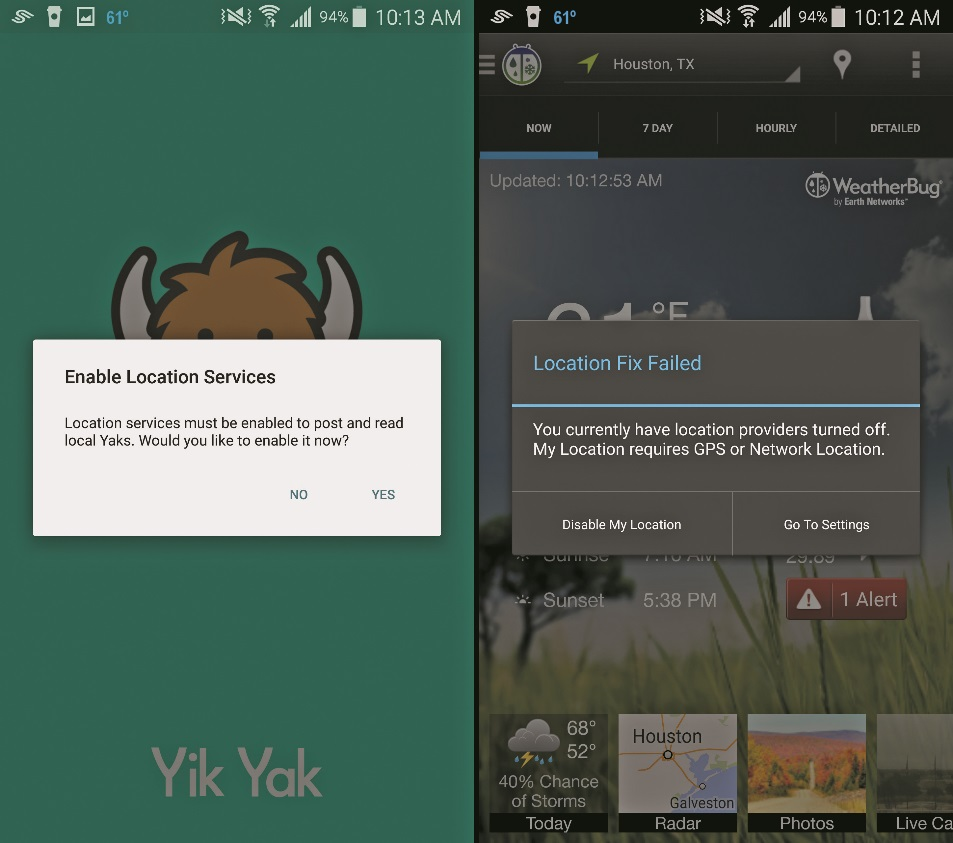 61°
94%
10:13 AM
Enable Location Services
Location services must be enabled to post and read
local Yaks. Would you like to enable it now?
NO
YES
Yik Yak
61°
94%
10:12 AM
Houston, TX
NOW
7 DAY
HOURLY
DETAILED
Updated: 10:12:53 AM
WeatherBug
by Earth Networks
°F
Location Fix Failed
You currently have location providers turned off.
My Location requires GPS or Network Location.
Disable My Location
Go To Settings
Sunrise 7:10 AM
29.89
Sunset 5:38 PM
1 Alert
68°
52°
40% Chance
of Storms
Today
Houston
Galveston
Radar
Photos
Live Ca